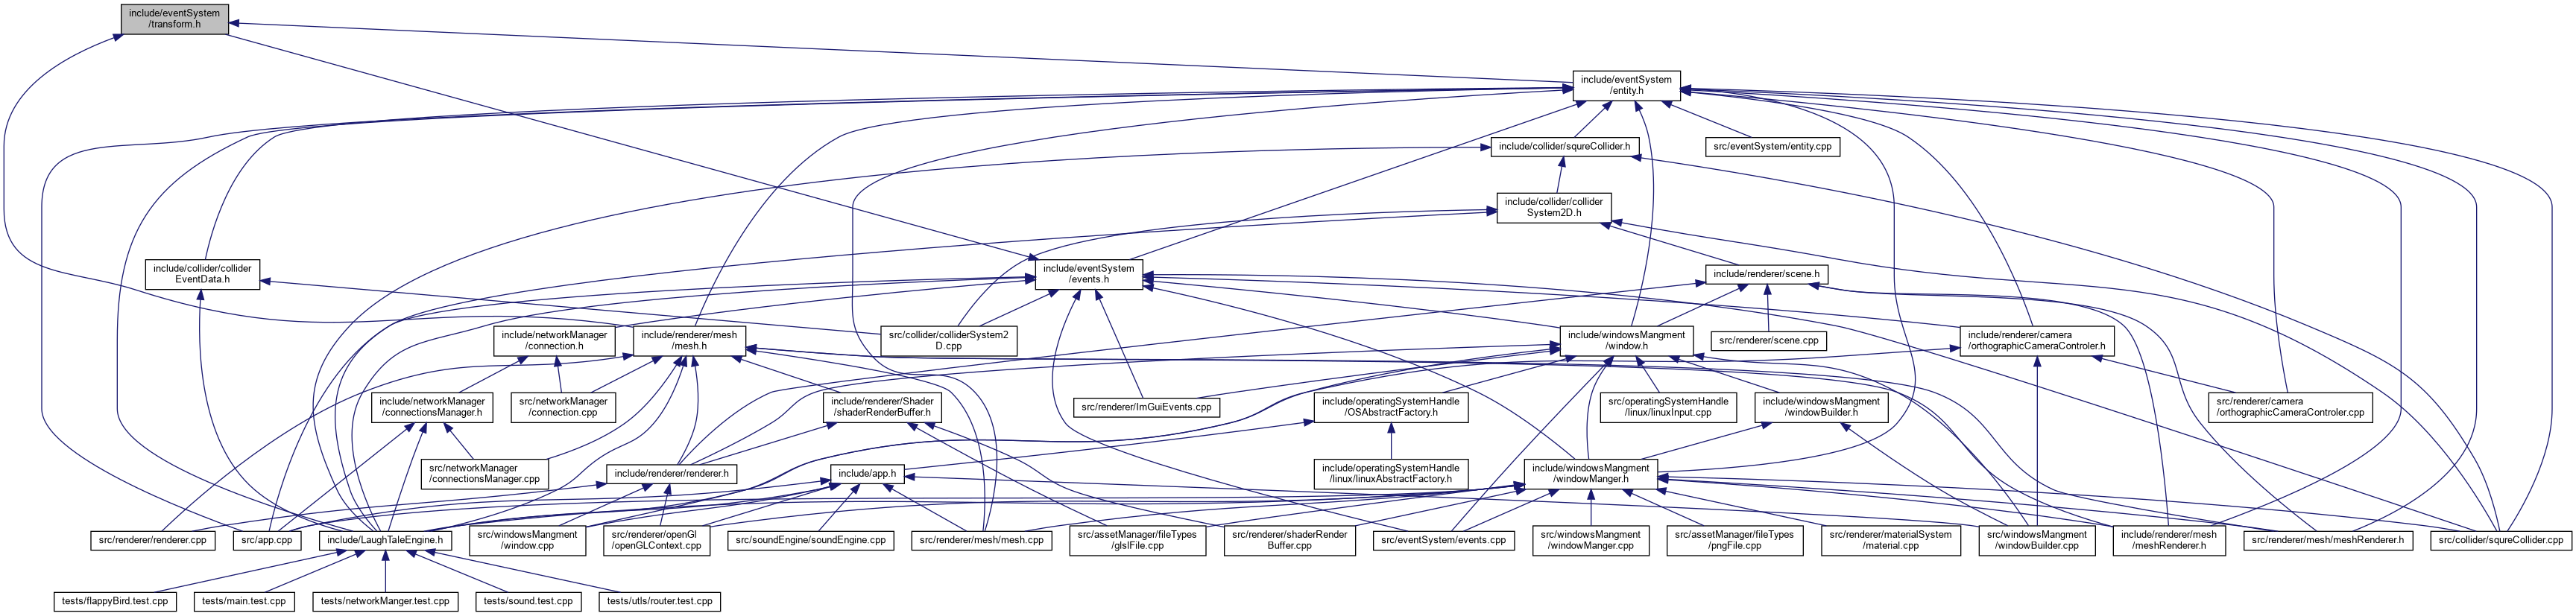 include/eventSystem
/transform.h
include/eventSystem
/entity.h
include/collider/squreCollider.h
src/eventSystem/entity.cpp
include/collider/collider
System2D.h
include/collider/collider
EventData.h
include/eventSystem
/events.h
include/renderer/scene.h
include/networkManager
/connection.h
include/renderer/mesh
/mesh.h
src/collider/colliderSystem2
D.cpp
include/windowsMangment
/window.h
src/renderer/scene.cpp
include/renderer/camera
/orthographicCameraControler.h
include/networkManager
/connectionsManager.h
src/networkManager
/connection.cpp
include/renderer/Shader
/shaderRenderBuffer.h
src/renderer/ImGuiEvents.cpp
include/operatingSystemHandle
/OSAbstractFactory.h
src/operatingSystemHandle
/linux/linuxInput.cpp
include/windowsMangment
/windowBuilder.h
src/renderer/camera
/orthographicCameraControler.cpp
src/networkManager
/connectionsManager.cpp
include/renderer/renderer.h
include/app.h
include/operatingSystemHandle
/linux/linuxAbstractFactory.h
include/windowsMangment
/windowManger.h
src/renderer/renderer.cpp
src/app.cpp
include/LaughTaleEngine.h
src/windowsMangment
/window.cpp
src/renderer/openGl
/openGLContext.cpp
src/soundEngine/soundEngine.cpp
src/renderer/mesh/mesh.cpp
src/assetManager/fileTypes
/glslFile.cpp
src/renderer/shaderRender
Buffer.cpp
src/eventSystem/events.cpp
src/windowsMangment
/windowManger.cpp
src/assetManager/fileTypes
/pngFile.cpp
src/renderer/materialSystem
/material.cpp
src/windowsMangment
/windowBuilder.cpp
include/renderer/mesh
/meshRenderer.h
src/renderer/mesh/meshRenderer.h
src/collider/squreCollider.cpp
tests/flappyBird.test.cpp
tests/main.test.cpp
tests/networkManger.test.cpp
tests/sound.test.cpp
tests/utls/router.test.cpp